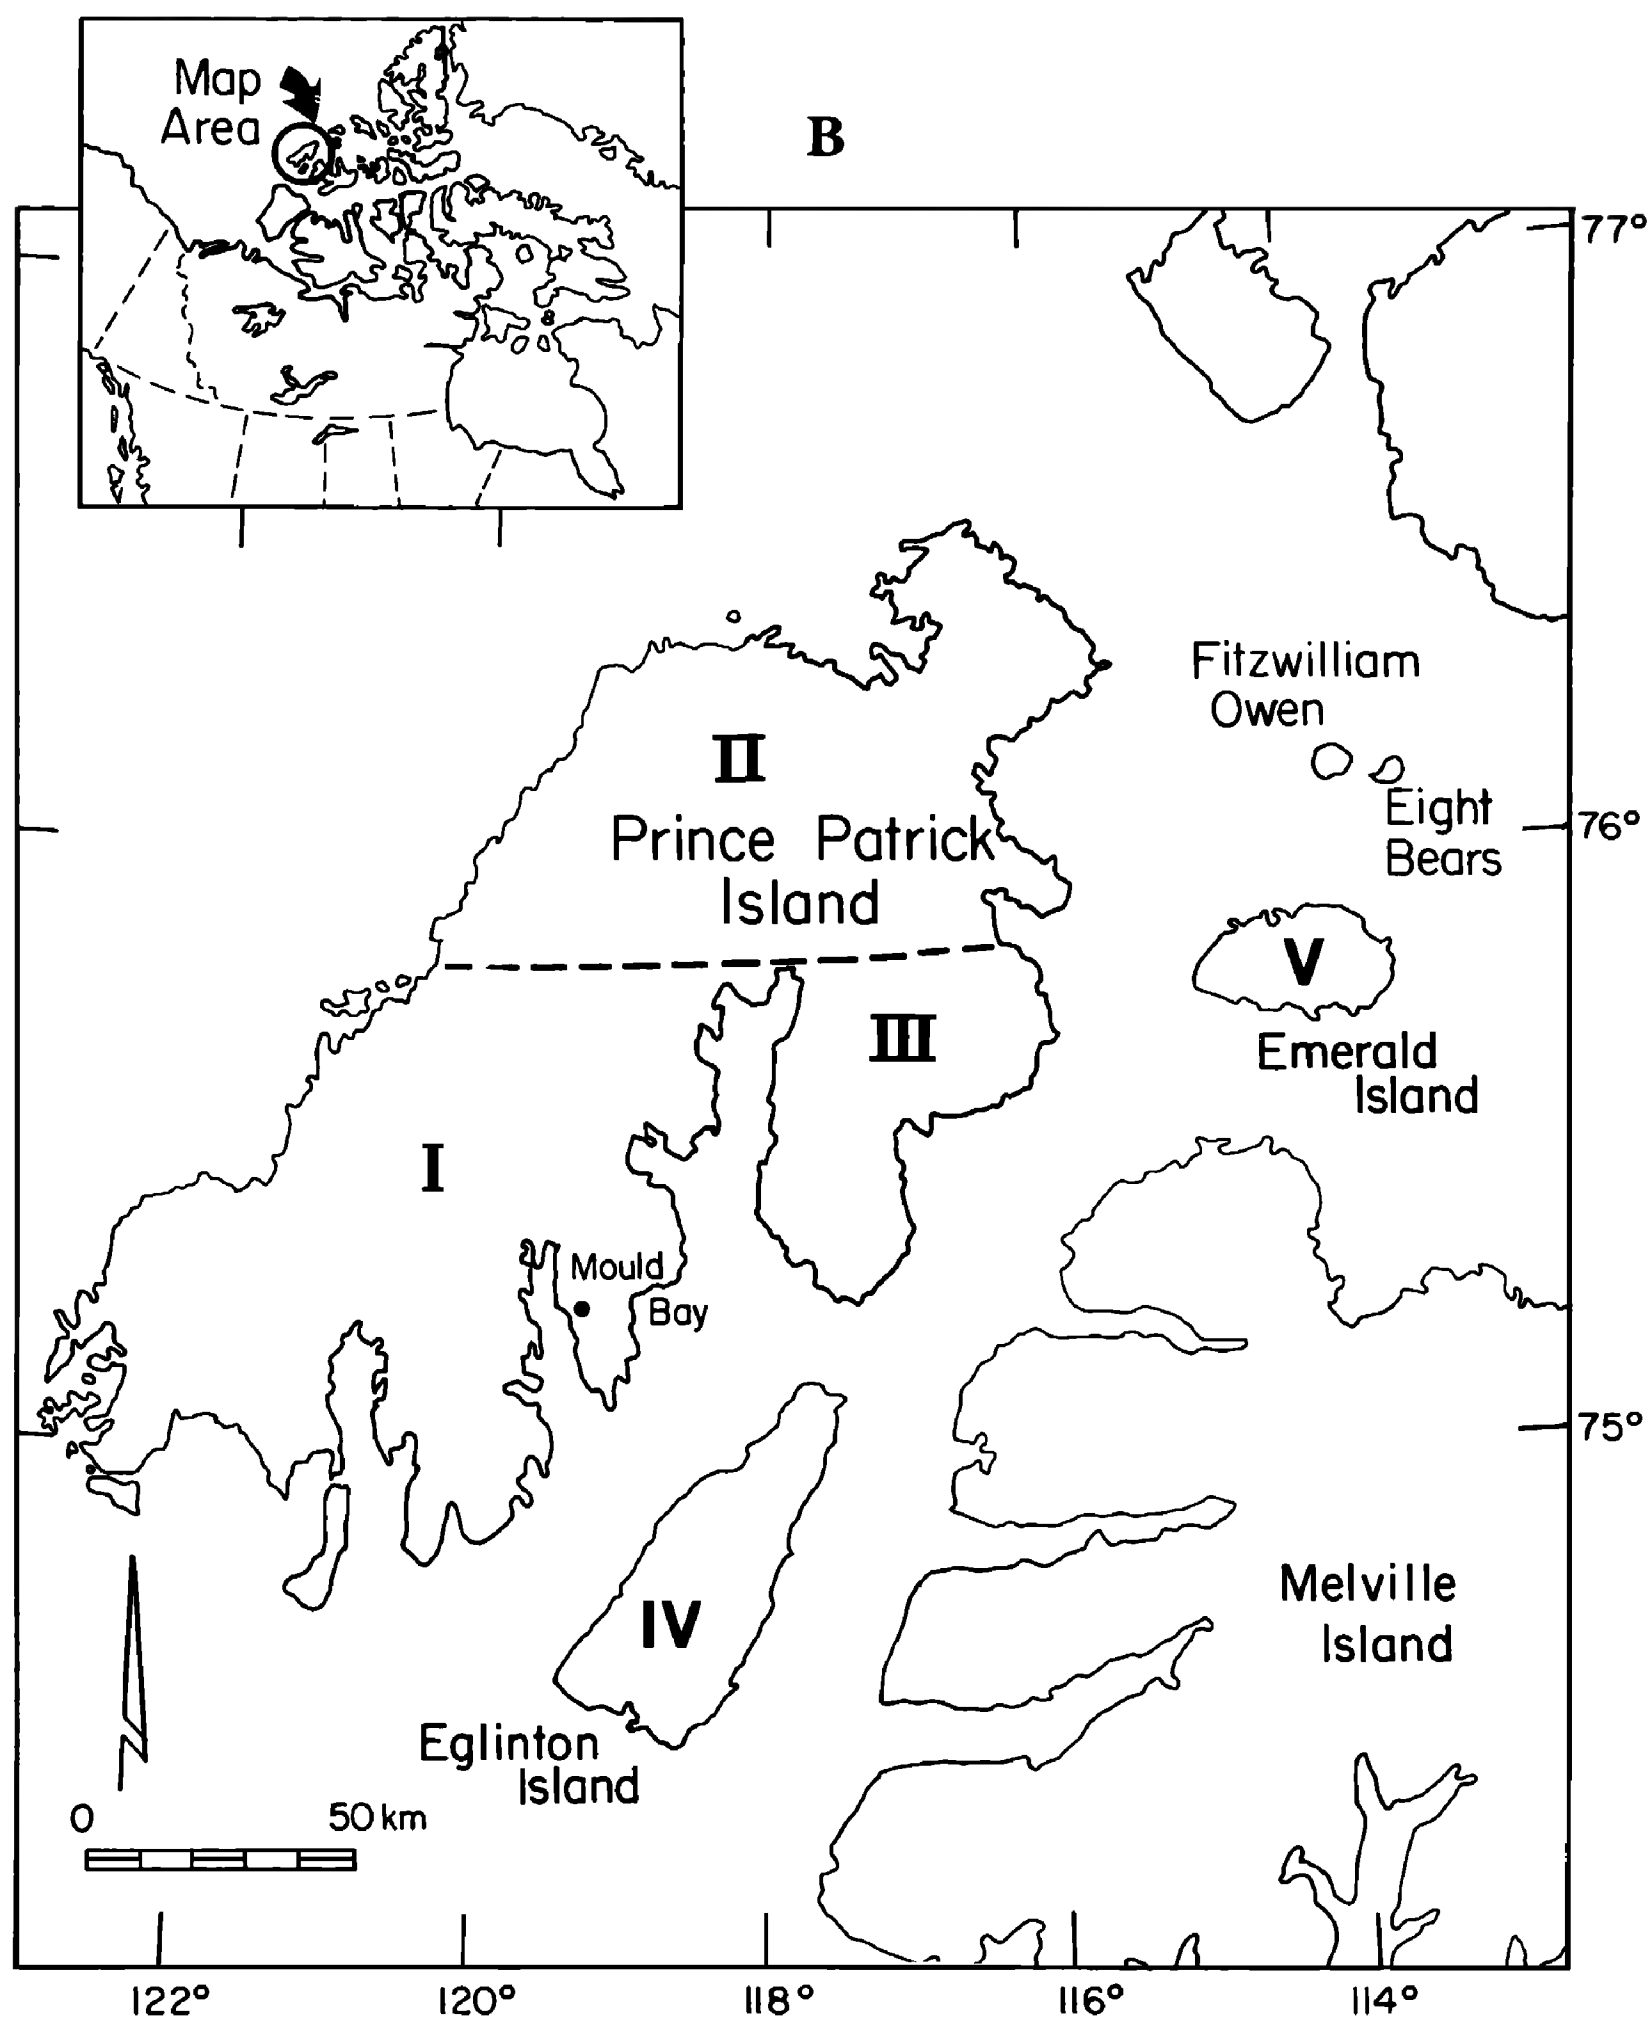 Map
Area
B
77°
Fitzwilliam
Owen
II
Prince Patrick
Island
Eight
Bears
76°
V
III
Emerald
Island
I
Mould
Bay
75°
IV
Melville
Island
Eglinton
Island
0 50 km
122° 120° 118° 116° 114°